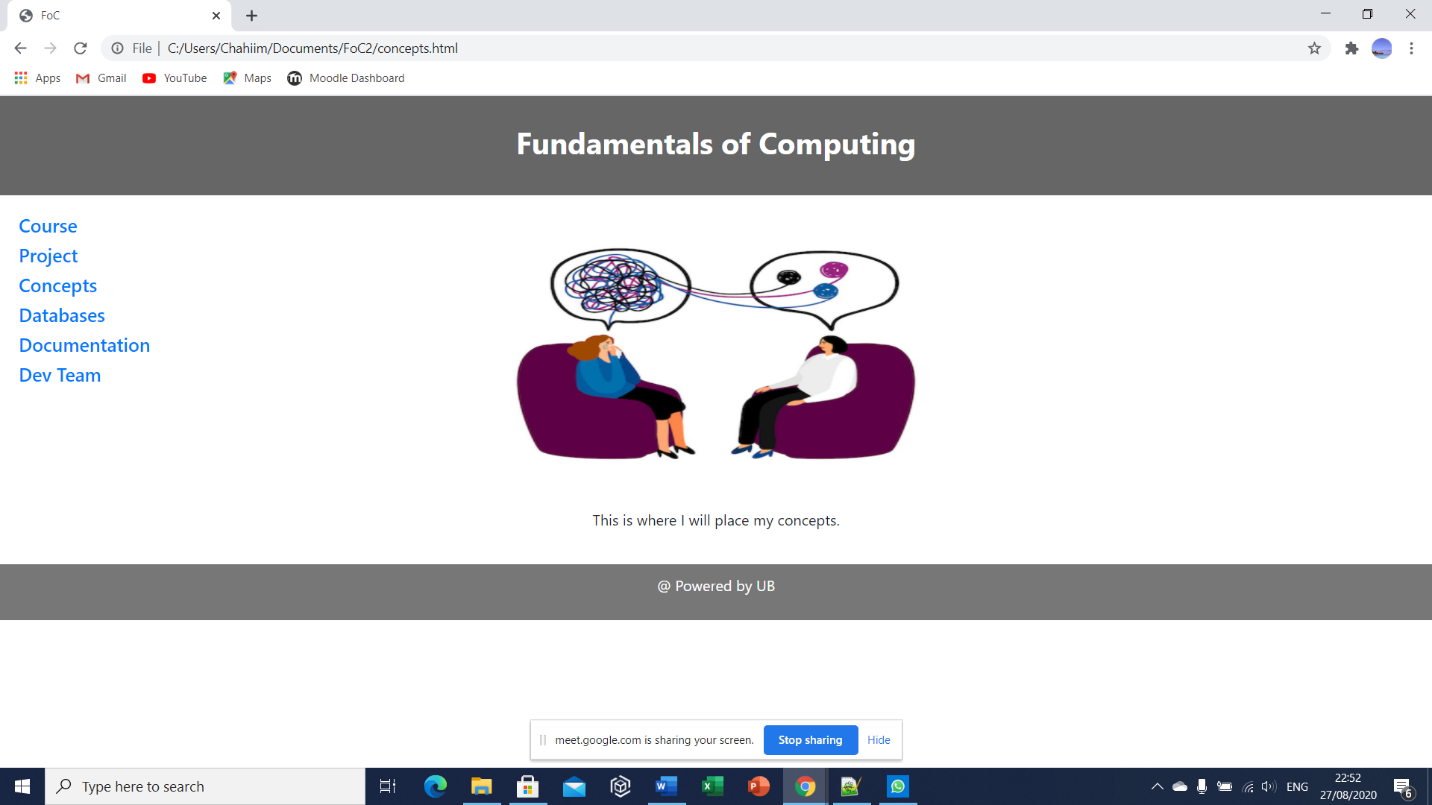 FoC
File
C:/Users/Chahiim/Documents/FoC2/concepts.html
Apps
Gmail
YouTube
Maps
Moodle Dashboard
Fundamentals of Computing
Course
Project
Concepts
Databases
Documentation
Dev Team
This is where I will place my concepts.
@ Powered by UB
meet.google.com is sharing your screen.
Stop sharing
Hide
Type here to search
ENG
22:52
27/08/2020
6